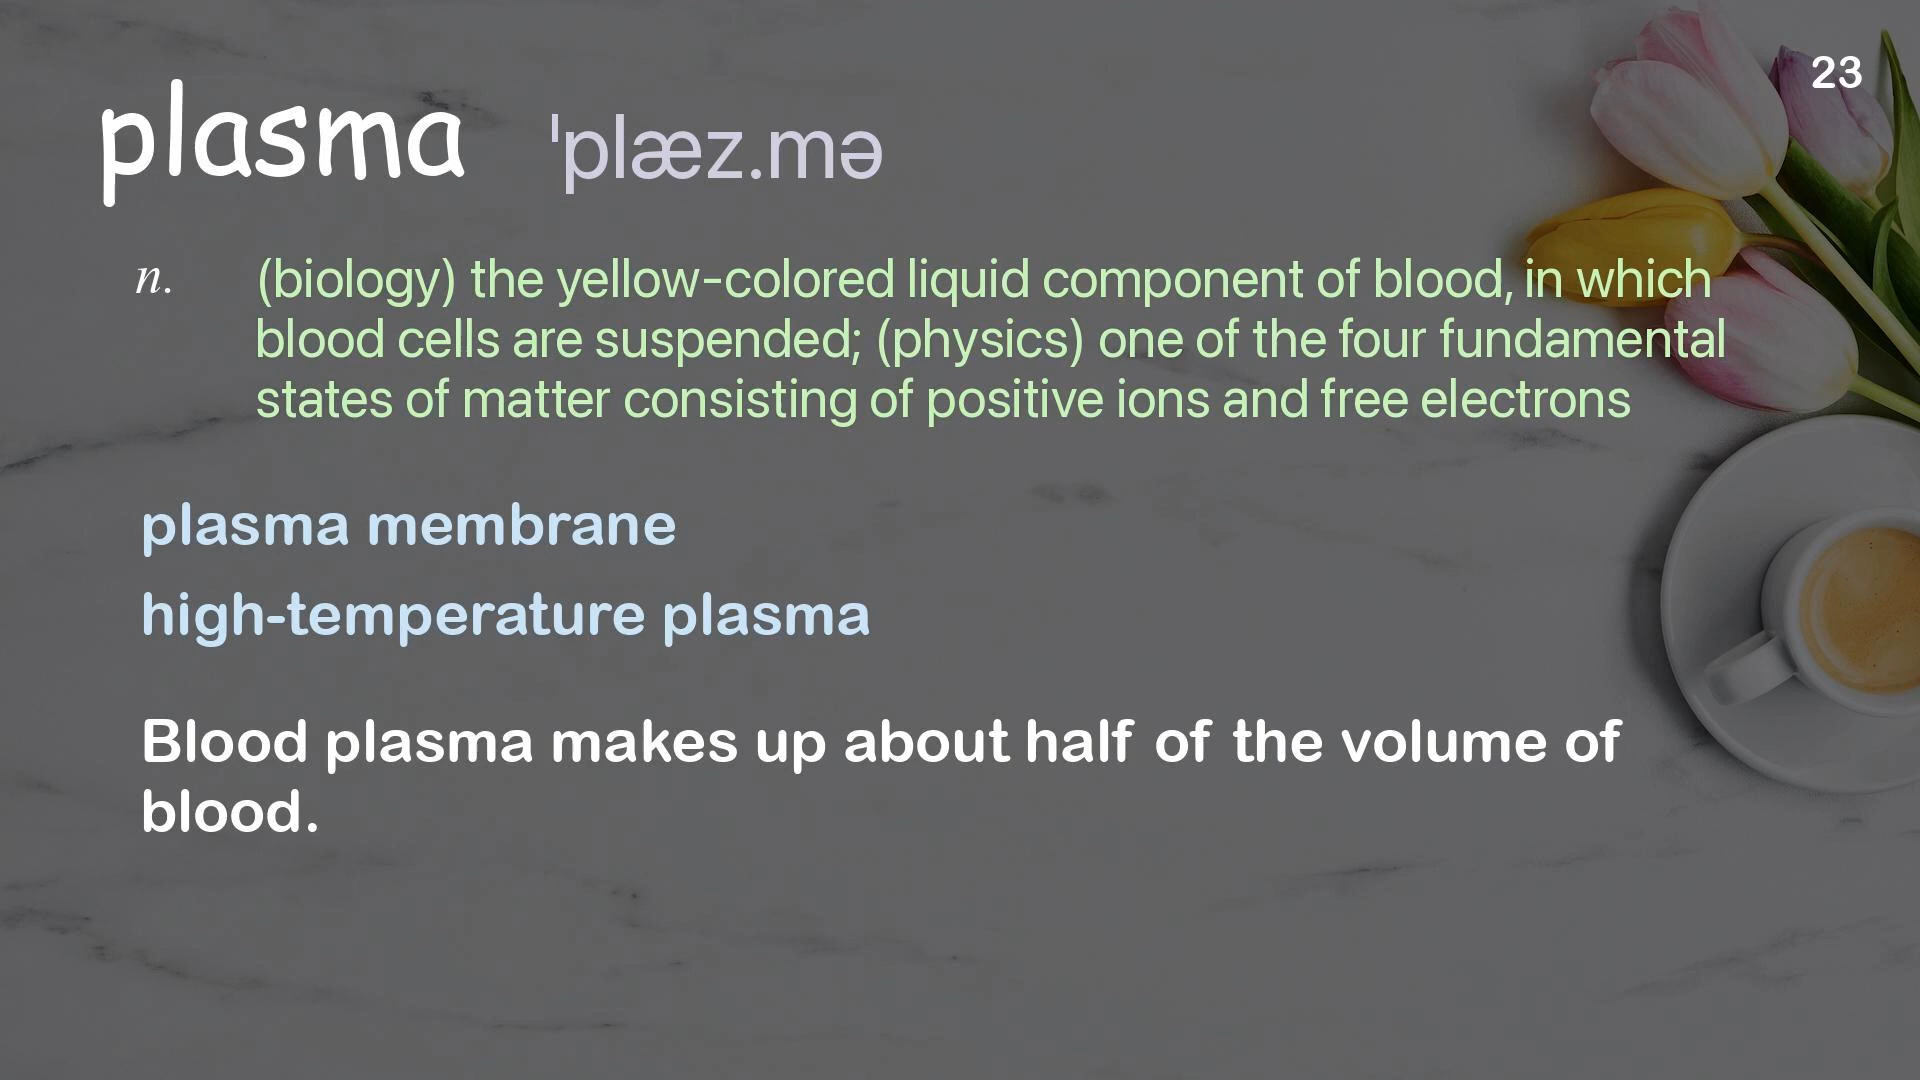 23
plasma ˈplæz.mə
n. (biology) the yellow-colored liquid component of blood, in which
blood cells are suspended; (physics) one of the four fundamental
states of matter consisting of positive ions and free electrons
plasma membrane
high-temperature plasma
Blood plasma makes up about half of the volume of
blood.